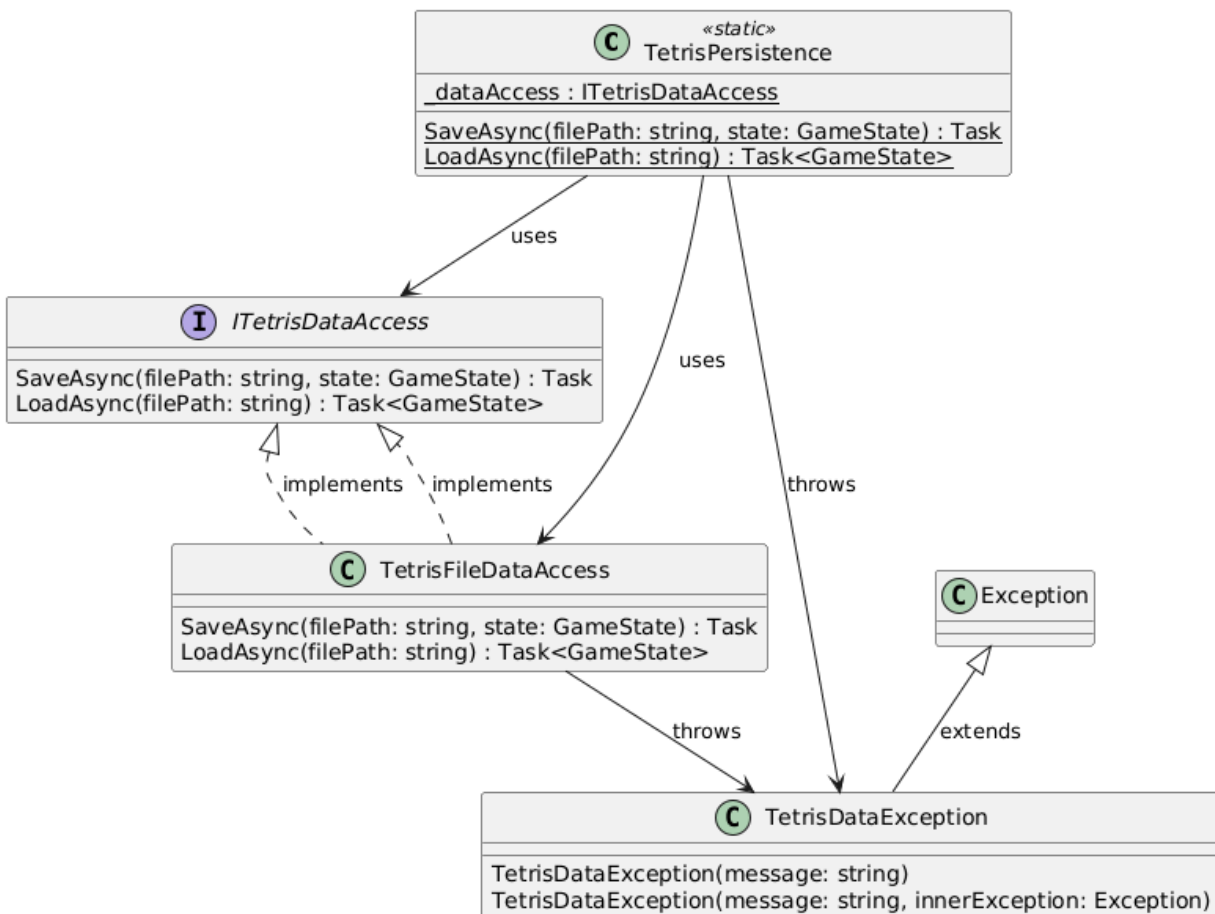 «static»
C TetrisPersistence
_dataAccess : ITetrisDataAccess
SaveAsync(filePath: string, state: GameState) : Task
LoadAsync(filePath: string) : Task<GameState>
uses
I ITetrisDataAccess
SaveAsync(filePath: string, state: GameState) : Task
LoadAsync(filePath: string) : Task<GameState>
uses
implements
implements
throws
C TetrisFileDataAccess
SaveAsync(filePath: string, state: GameState) : Task
LoadAsync(filePath: string) : Task<GameState>
C Exception
throws
extends
C TetrisDataException
TetrisDataException(message: string)
TetrisDataException(message: string, innerException: Exception)